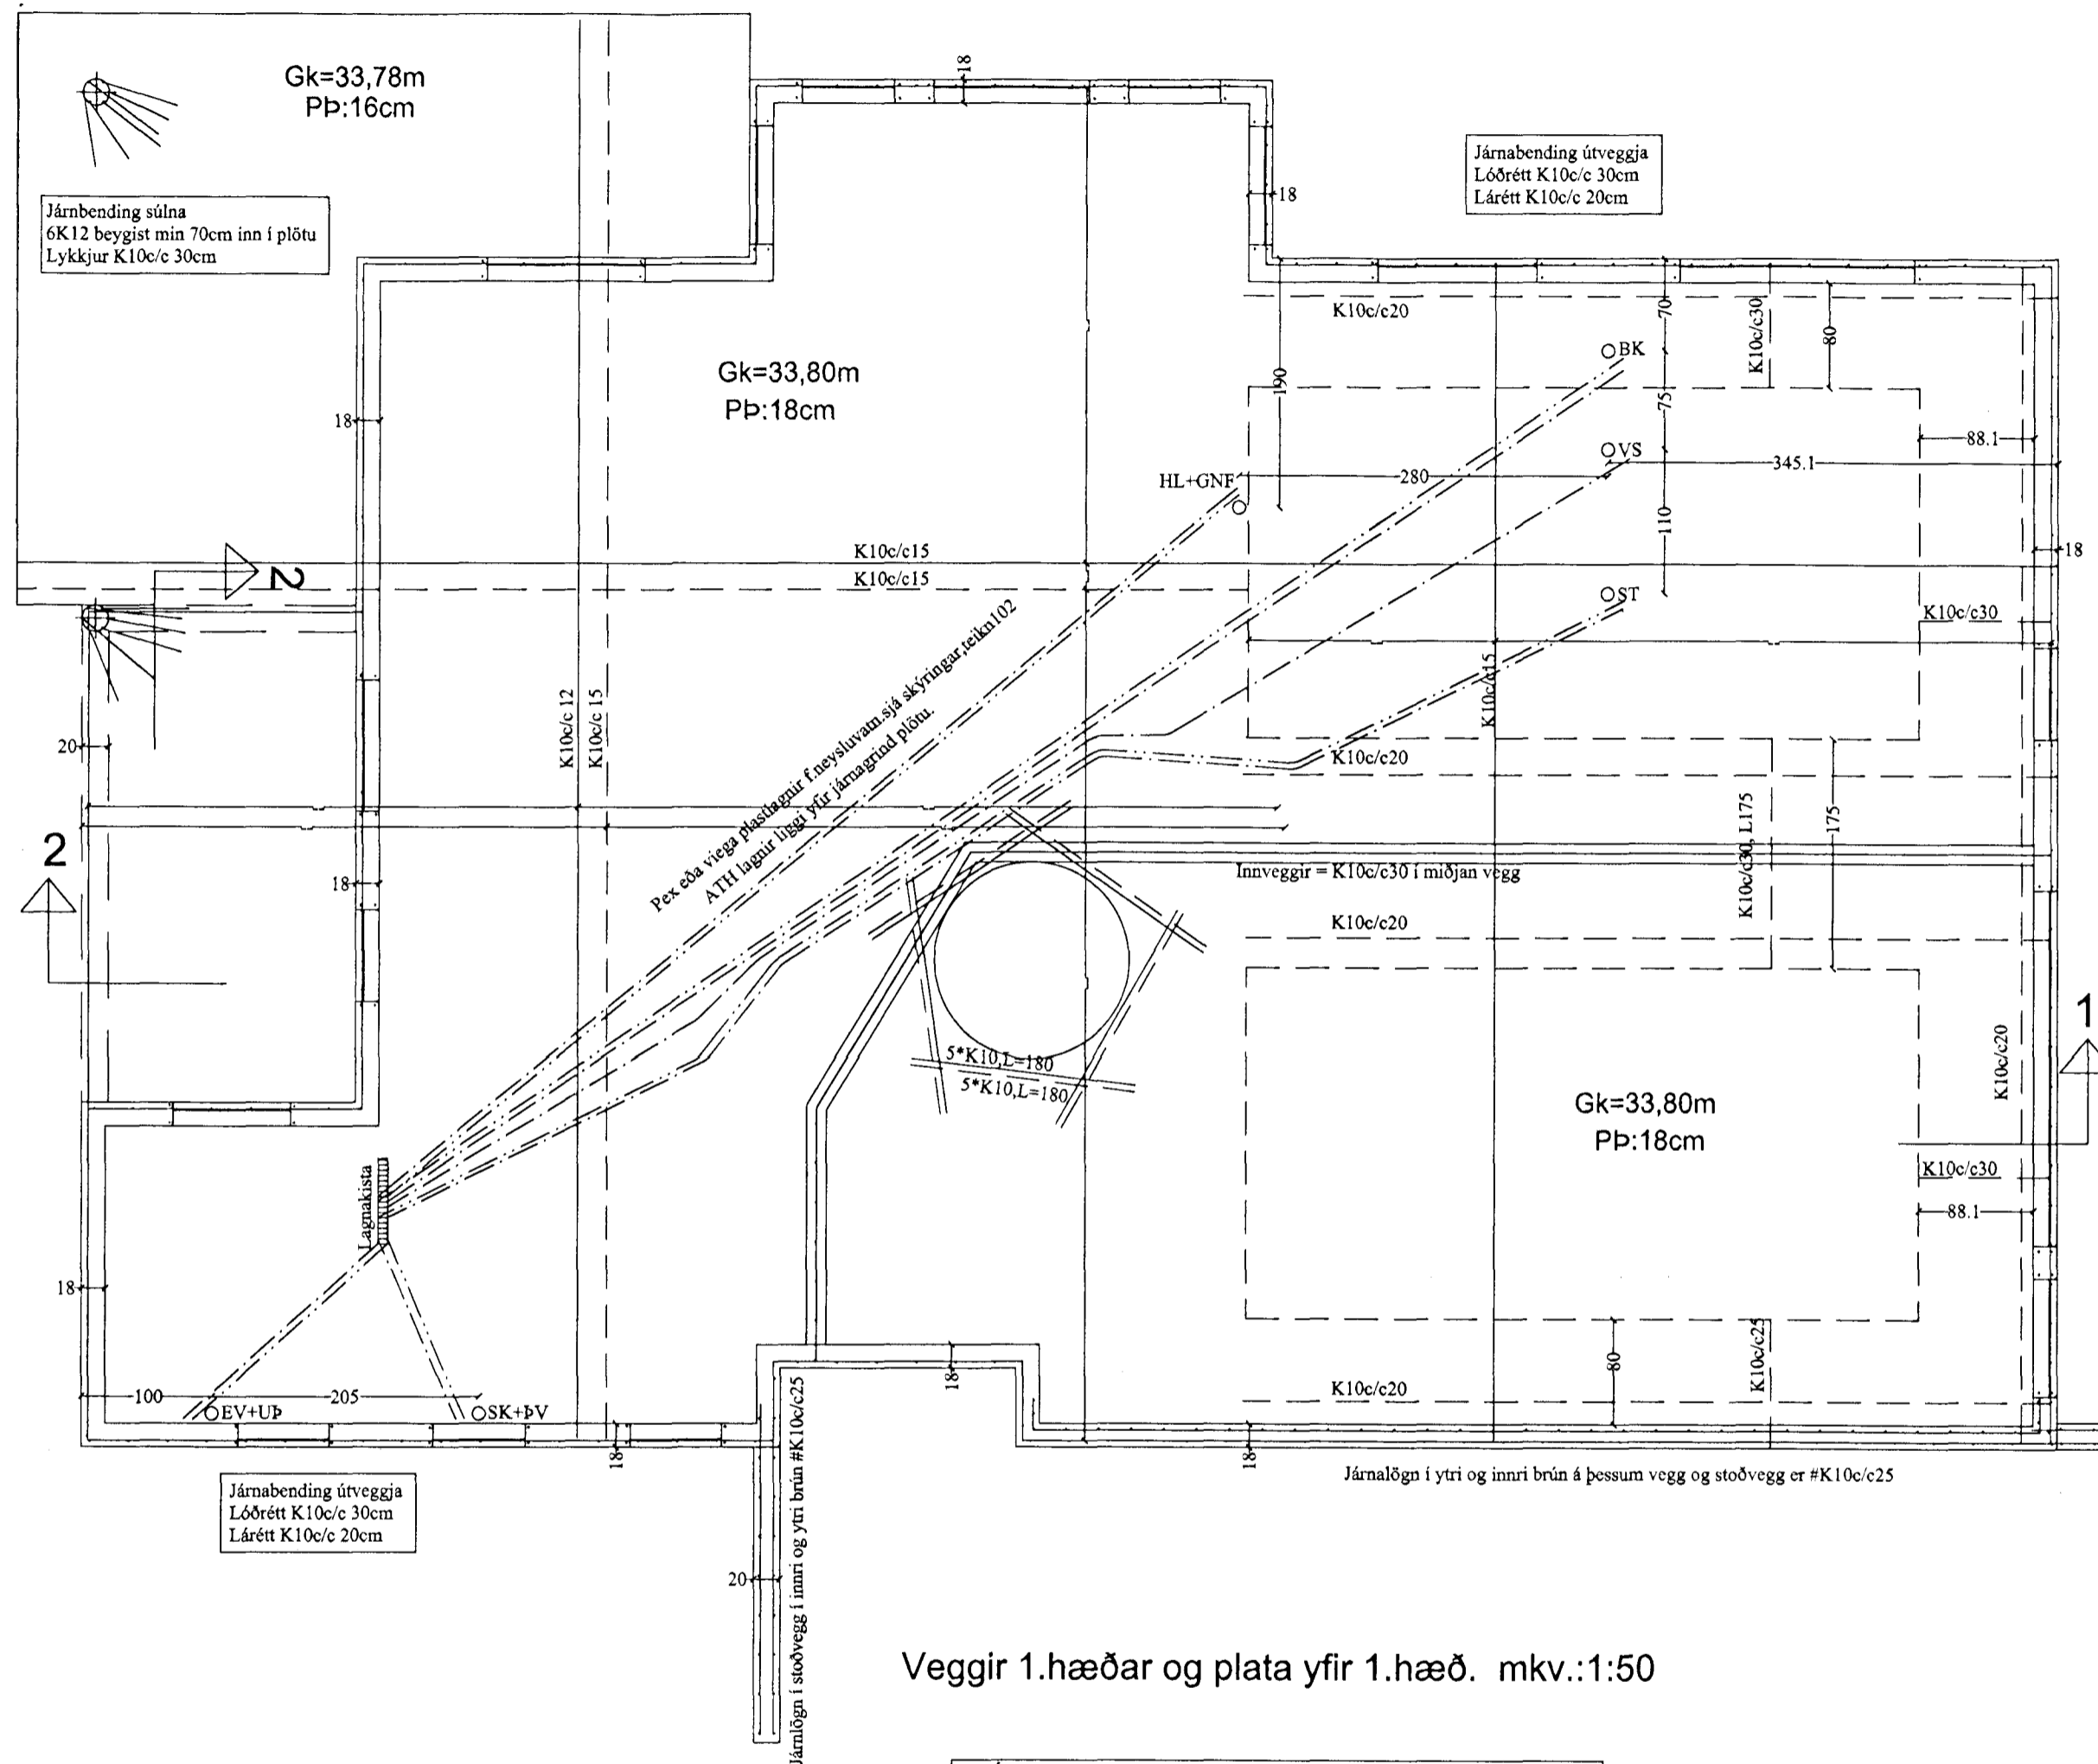 Gk=33,78m
PÞ:16cm
Járnbending súlna
6K12 beygist min 70cm inn í plötu
Lykkjur K10c/c 30cm
18
18
Járnabending útveggja
Lóðrétt K10c/c 30cm
Lárétt K10c/c 20cm
K10c/c20
K10c/c30
70
80
BK
190
75
88.1
Gk=33,80m
PÞ:18cm
18
VS
345.1
HL+GNF
280
110
18
K10c/c15
K10c/c15
2
ST
K10c/c30
Pex eða viega plastlagnir f.neysluvatn.sjá skýringar,teikn102
ATH lagnir liggi yfir járnagrind plötu.
K10c/c 12
K10c/c 15
K10c/c15
20
K10c/c20
K10c/c30, L175
175
2
18
Innveggir = K10c/c30 í miðjan vegg
K10c/c20
1
K10c/c20
5*K10,L=180
5*K10,L=180
Gk=33,80m
PÞ:18cm
K10c/c30
88.1
Lagnakista
18
80
K10c/c25
K10c/c20
18
100
205
EV+UÞ
SK+ÞV
18
18
Járnalögn í ytri og innri brún á þessum vegg og stoðvegg er #K10c/c25
Járnabending útveggja
Lóðrétt K10c/c 30cm
Lárétt K10c/c 20cm
20
Járnlögn í stoðvegg í innri og ytri brún #K10c/c25
Veggir 1.hæðar og plata yfir 1.hæð. mkv.:1:50